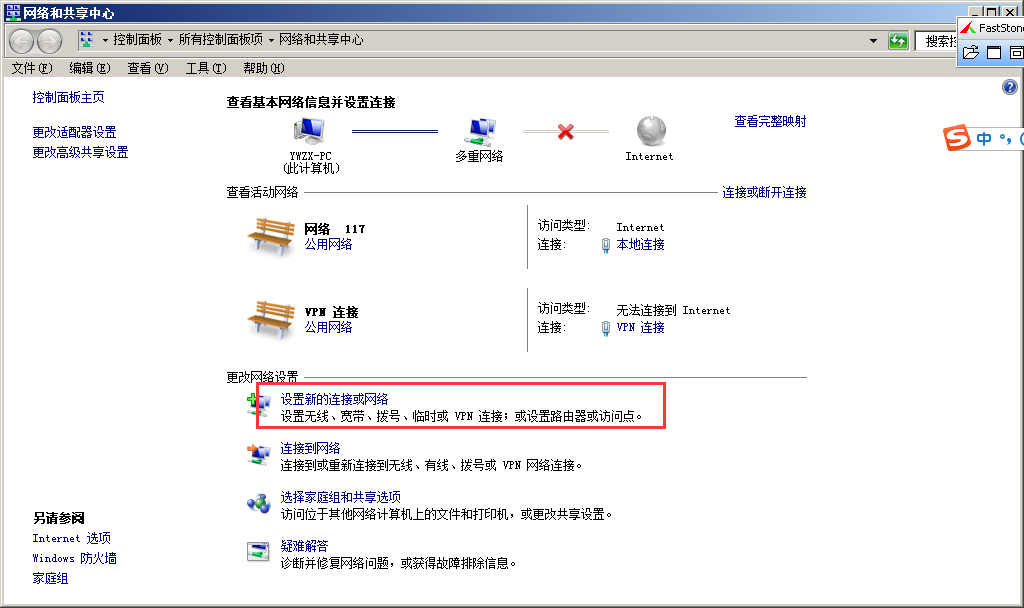 网络和共享中心
控制面板 所有控制面板项 网络和共享中心
搜索控
FastStone
文件(F) 编辑(E) 查看(V) 工具(T) 帮助(H)
控制面板主页
更改适配器设置
更改高级共享设置
查看基本网络信息并设置连接
YWZX-PC
(此计算机)
多重网络
Internet
查看完整映射
中
查看活动网络
连接或断开连接
网络 117
公用网络
访问类型: Internet
连接: 本地连接
VPN 连接
公用网络
访问类型: 无法连接到 Internet
连接: VPN 连接
更改网络设置
设置新的连接或网络
设置无线、宽带、拨号、临时或 VPN 连接；或设置路由器或访问点。
连接到网络
连接到或重新连接到无线、有线、拨号或 VPN 网络连接。
选择家庭组和共享选项
访问位于其他网络计算机上的文件和打印机，或更改共享设置。
疑难解答
诊断并修复网络问题，或获得故障排除信息。
另请参阅
Internet 选项
Windows 防火墙
家庭组